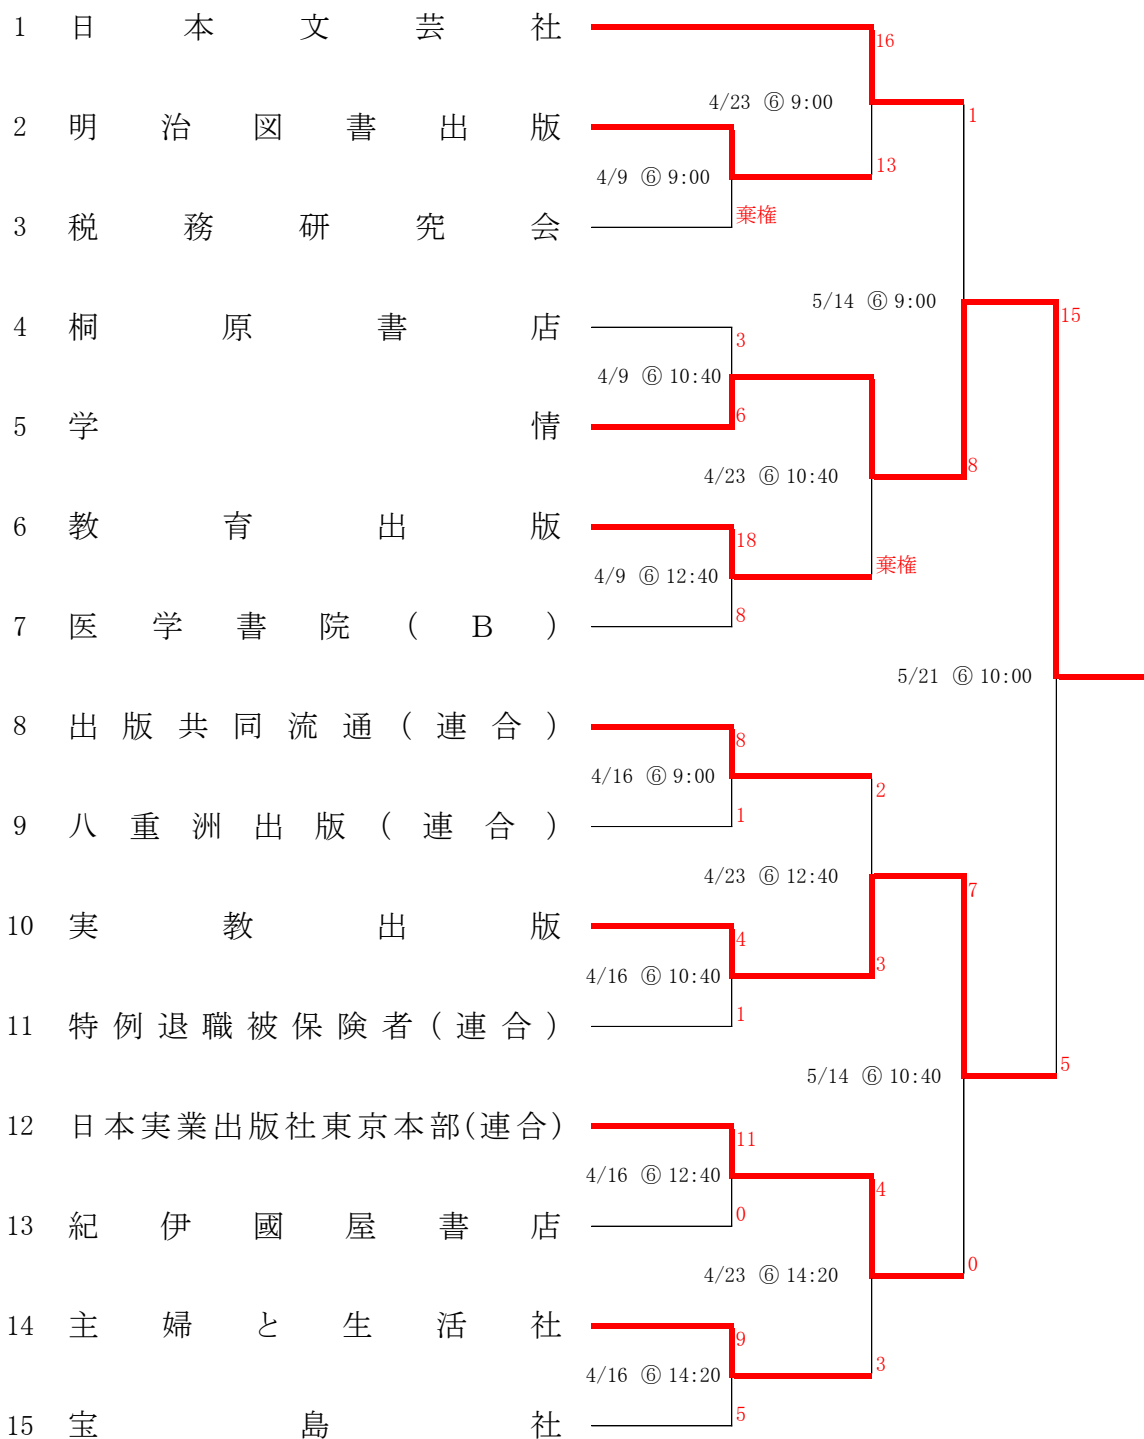 1 日本文芸社
16
4/23 ⑥ 9:00
1
2 明治図書出版
13
4/9 ⑥ 9:00
棄権
3 税務研究会
5/14 ⑥ 9:00
15
4 桐原書店
3
4/9 ⑥ 10:40
6
5 学情
8
4/23 ⑥ 10:40
6 教育出版
18
棄権
4/9 ⑥ 12:40
8
7 医学書院(B)
5/21 ⑥ 10:00
8 出版共同流通(連合)
8
4/16 ⑥ 9:00
2
1
9 八重洲出版(連合)
4/23 ⑥ 12:40
7
10 実教出版
4
3
4/16 ⑥ 10:40
1
11 特例退職被保険者(連合)
5
5/14 ⑥ 10:40
12 日本実業出版社東京本部(連合)
11
4/16 ⑥ 12:40
4
0
13 紀伊國屋書店
0
4/23 ⑥ 14:20
14 主婦と生活社
9
3
4/16 ⑥ 14:20
5
15 宝島社